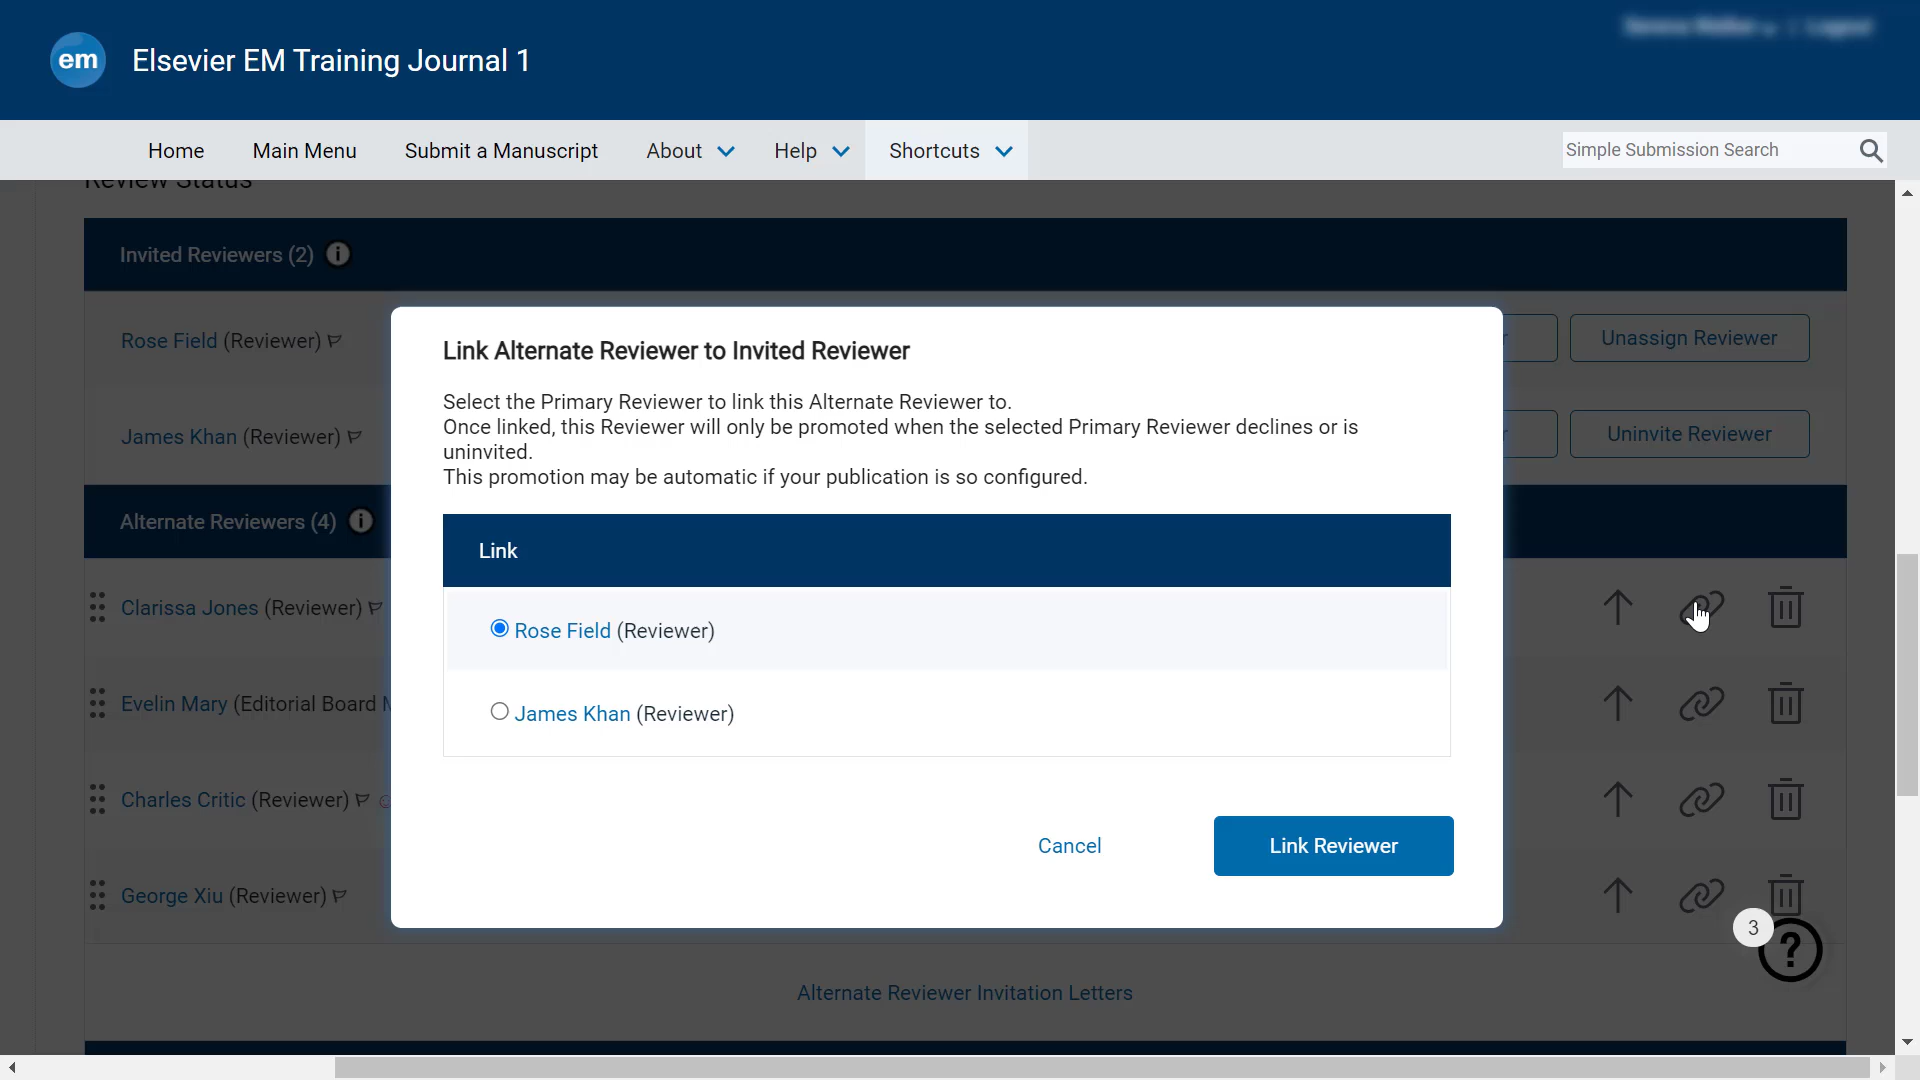 em Elsevier EM Training Journal 1
Home Main Menu Submit a Manuscript About Help Shortcuts Simple Submission Search
Review Status
Invited Reviewers (2) i
Rose Field (Reviewer) Unassign Reviewer
James Khan (Reviewer) Uninvite Reviewer
Alternate Reviewers (4) i
Clarissa Jones (Reviewer)
Evelin Mary (Editorial Board
Charles Critic (Reviewer)
George Xiu (Reviewer)
Link Alternate Reviewer to Invited Reviewer
Select the Primary Reviewer to link this Alternate Reviewer to.
Once linked, this Reviewer will only be promoted when the selected Primary Reviewer declines or is
uninvited.
This promotion may be automatic if your publication is so configured.
Link
Rose Field (Reviewer)
James Khan (Reviewer)
Cancel Link Reviewer
3
?
Alternate Reviewer Invitation Letters